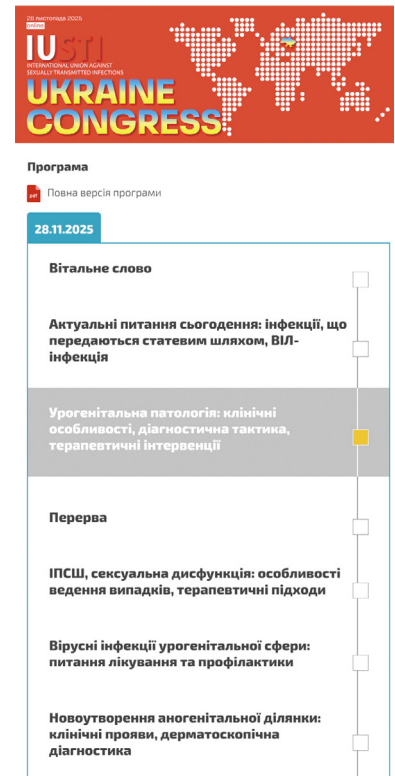 28 листопада 2025
online
IUSTI
INTERNATIONAL UNION AGAINST
SEXUALLY TRANSMITTED INFECTIONS
UKRAINE
CONGRESS
Програма
pdf Повна версія програми
28.11.2025
Вітальне слово
Актуальні питання сьогодення: інфекції, що
передаються статевим шляхом, ВІЛ-
інфекція
Урогенітальна патологія: клінічні
особливості, діагностична тактика,
терапевтичні інтервенції
Перерва
ІПСШ, сексуальна дисфункція: особливості
ведення випадків, терапевтичні підходи
Вірусні інфекції урогенітальної сфери:
питання лікування та профілактики
Новоутворення аногенітальної ділянки:
клінічні прояви, дерматоскопічна
діагностика